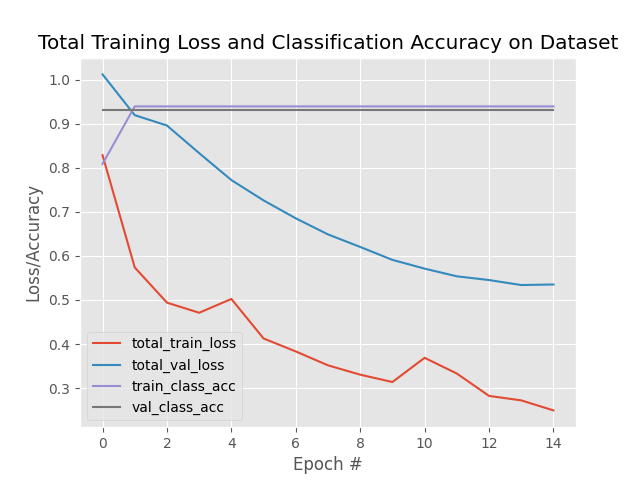 Total Training Loss and Classification Accuracy on Dataset
1.0
0.9
0.8
0.7
0.6
0.5
0.4
0.3
Loss/Accuracy
total_train_loss
total_val_loss
train_class_acc
val_class_acc
0 2 4 6 8 10 12 14
Epoch #